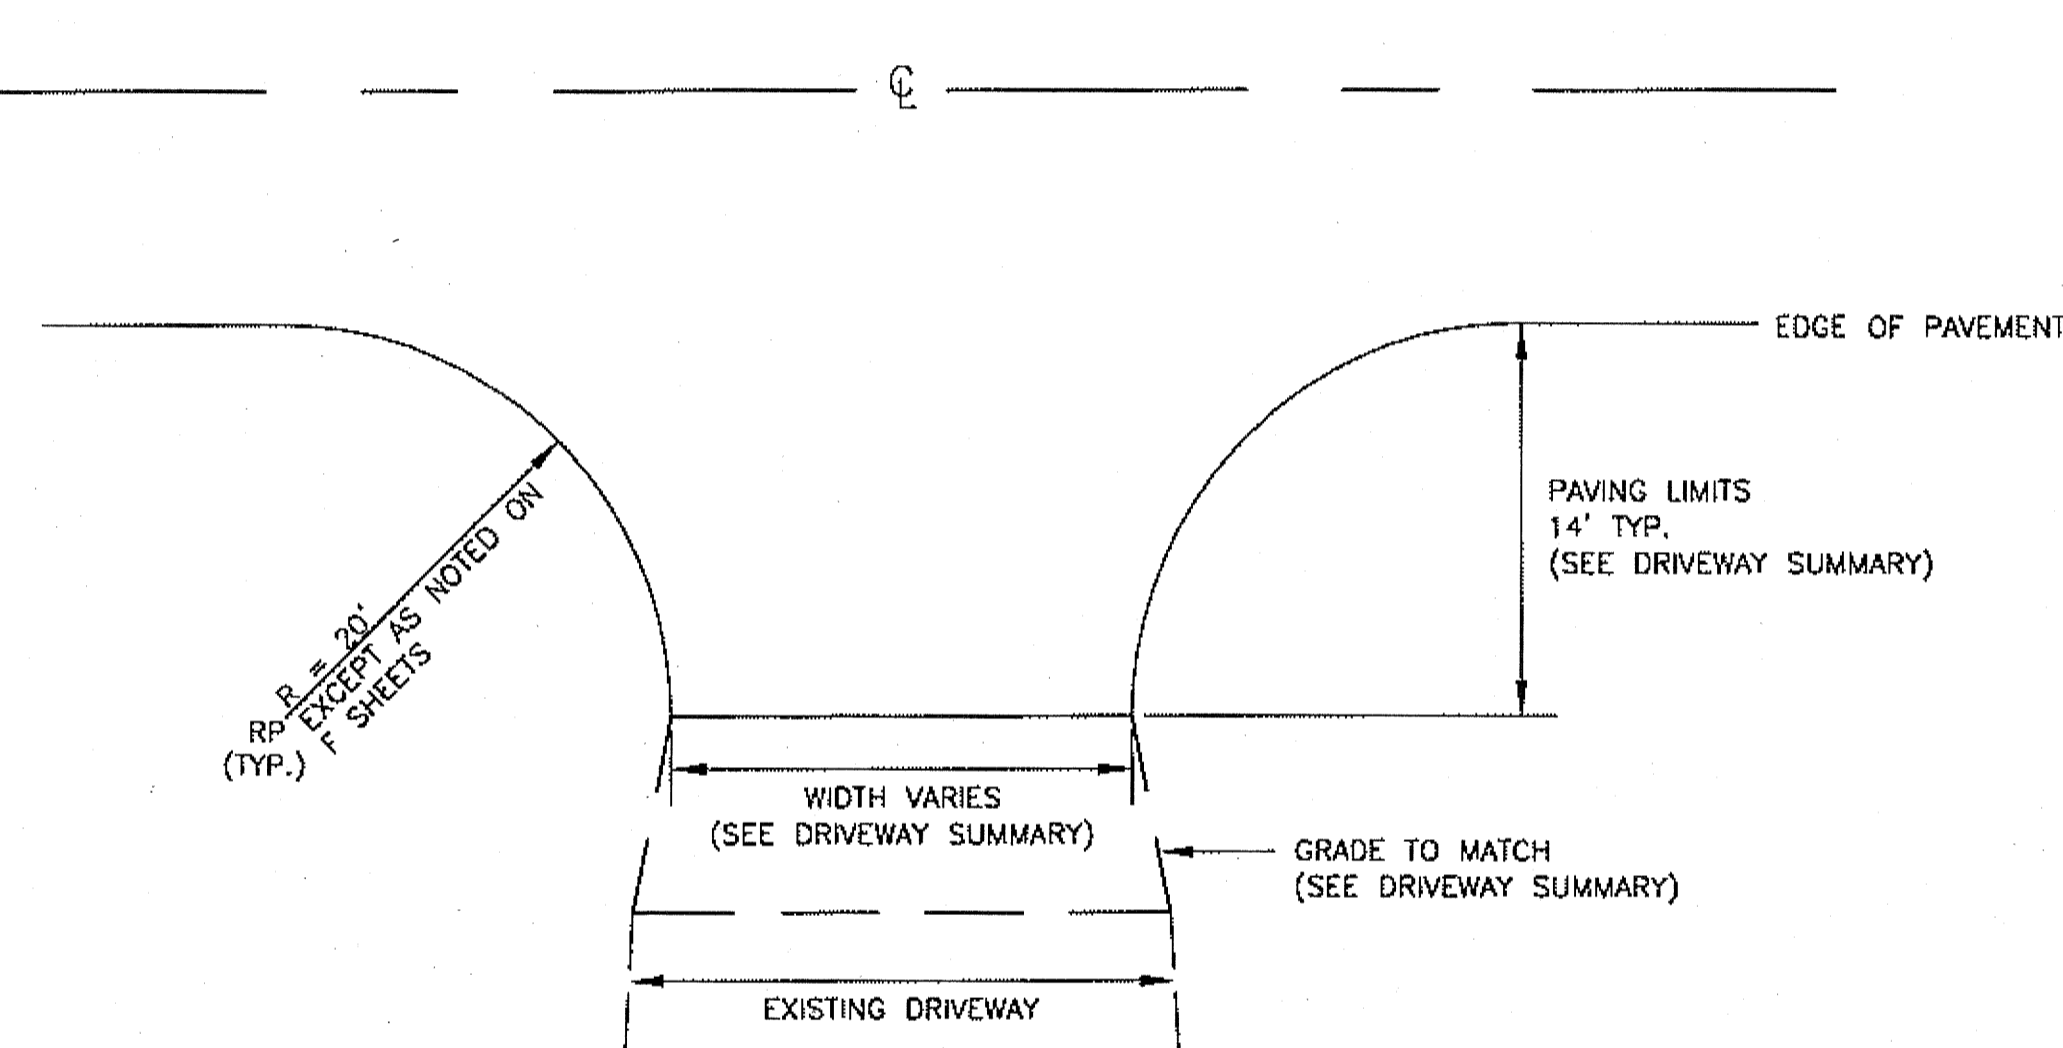 ℄
EDGE OF PAVEMENT
PAVING LIMITS
14' TYP.
(SEE DRIVEWAY SUMMARY)
R = 20'
EXCEPT AS NOTED ON
F SHEETS
RP
(TYP.)
WIDTH VARIES
(SEE DRIVEWAY SUMMARY)
GRADE TO MATCH
(SEE DRIVEWAY SUMMARY)
EXISTING DRIVEWAY